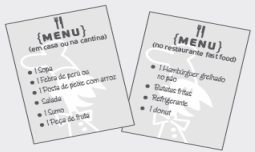 {MENU}
(em casa ou na cantina)
1 Sopa
1 Febra de peru ou
1 Posta de peixe com arroz
Salada
1 Sumo
1 Peça de fruta
{MENU}
(no restaurante fast food)
1 Hambúrguer grelhado
no pão
Batatas fritas
Refrigerante
1 donut